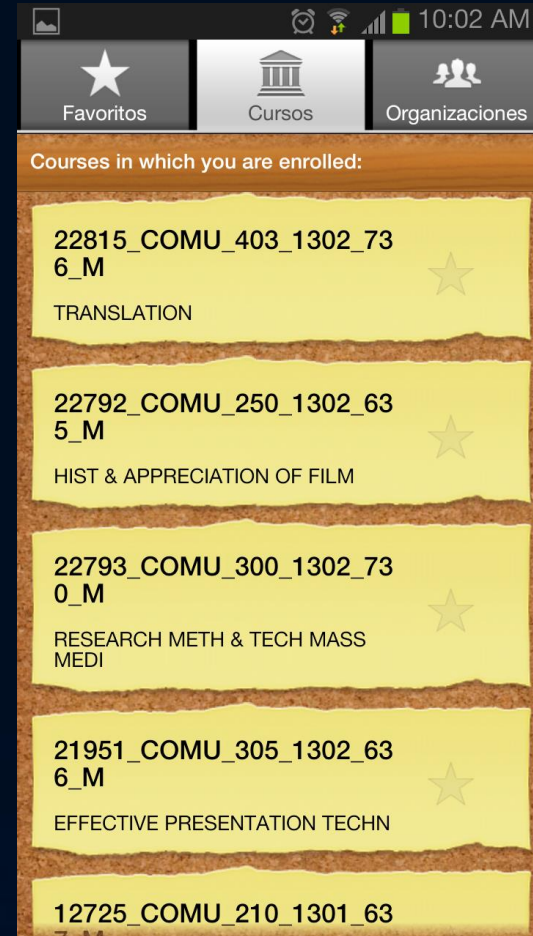 10:02 AM
Favoritos
Cursos
Organizaciones
Courses in which you are enrolled:
22815_COMU_403_1302_73
6_M
TRANSLATION
22792_COMU_250_1302_63
5_M
HIST & APPRECIATION OF FILM
22793_COMU_300_1302_73
0_M
RESEARCH METH & TECH MASS
MEDI
21951_COMU_305_1302_63
6_M
EFFECTIVE PRESENTATION TECHN
12725_COMU_210_1301_63